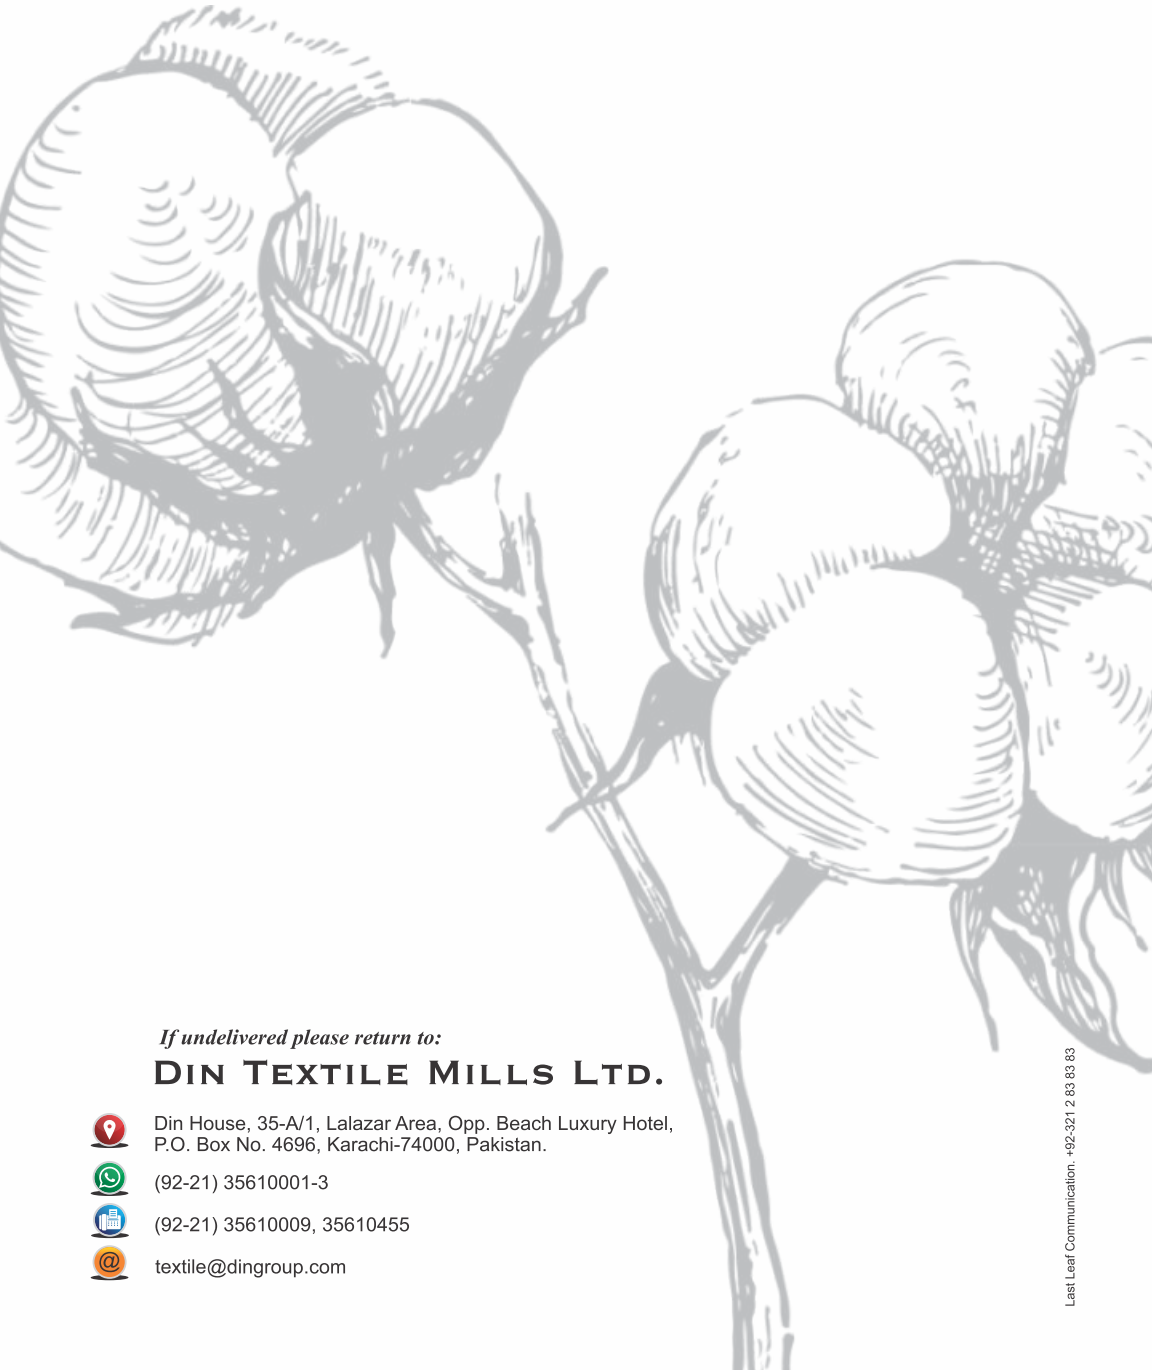 If undelivered please return to:
Din Textile Mills Ltd.
Din House, 35-A/1, Lalazar Area, Opp. Beach Luxury Hotel,
P.O. Box No. 4696, Karachi-74000, Pakistan.
(92-21) 35610001-3
(92-21) 35610009, 35610455
@
textile@dingroup.com
Last Leaf Communication. +92-321 2 83 83 83